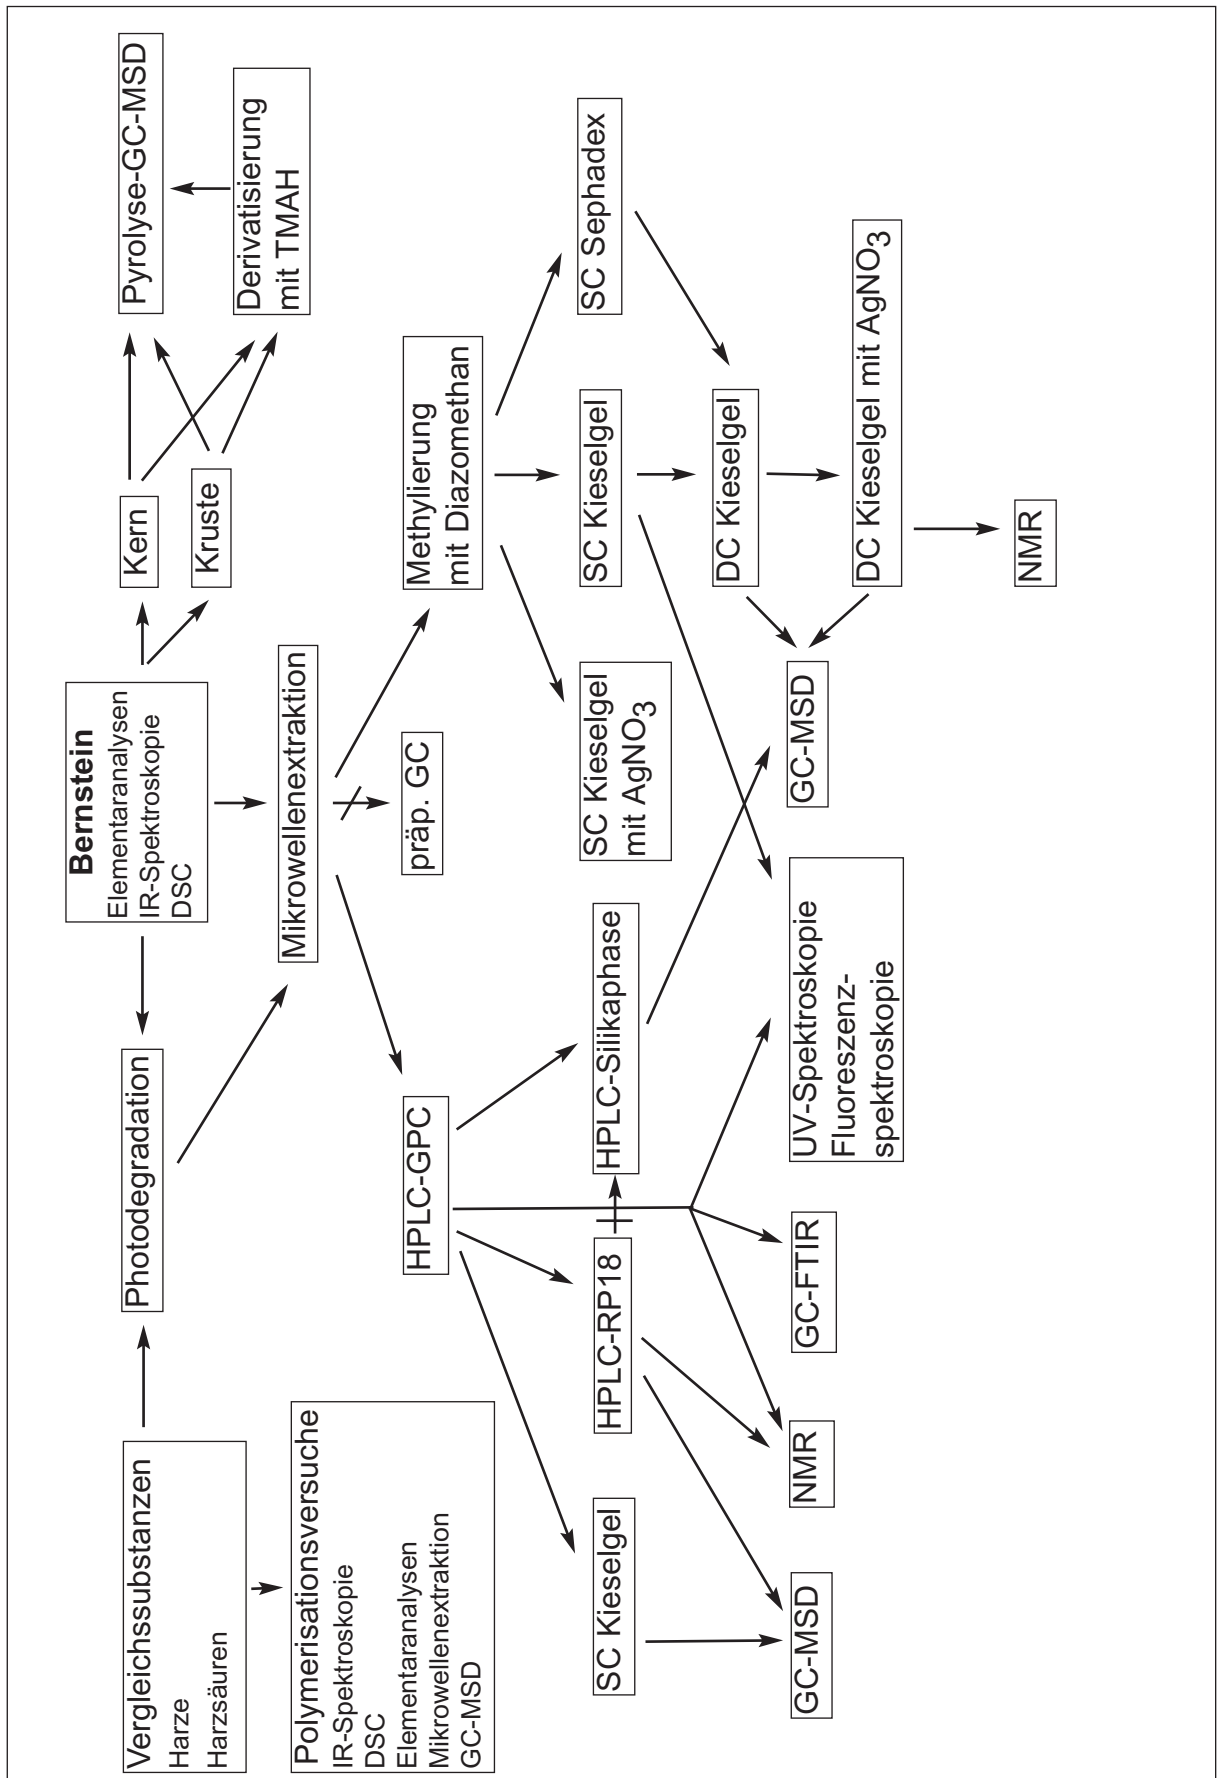 Vergleichssubstanzen
Harze
Harzsäuren
Photodegradation
Bernstein
Elementaranalysen
IR-Spektroskopie
DSC
Kern
Kruste
Pyrolyse-GC-MSD
Derivatisierung
mit TMAH
Polymerisationsversuche
IR-Spektroskopie
DSC
Elementaranalysen
Mikrowellenextraktion
GC-MSD
Mikrowellenextraktion
HPLC-GPC
präp. GC
Methylierung
mit Diazomethan
SC Kieselgel
HPLC-RP18
HPLC-Silikaphase
SC Kieselgel
mit AgNO3
SC Kieselgel
SC Sephadex
DC Kieselgel
GC-MSD
NMR
GC-FTIR
UV-Spektroskopie
Fluoreszenz-
spektroskopie
GC-MSD
DC Kieselgel mit AgNO3
NMR